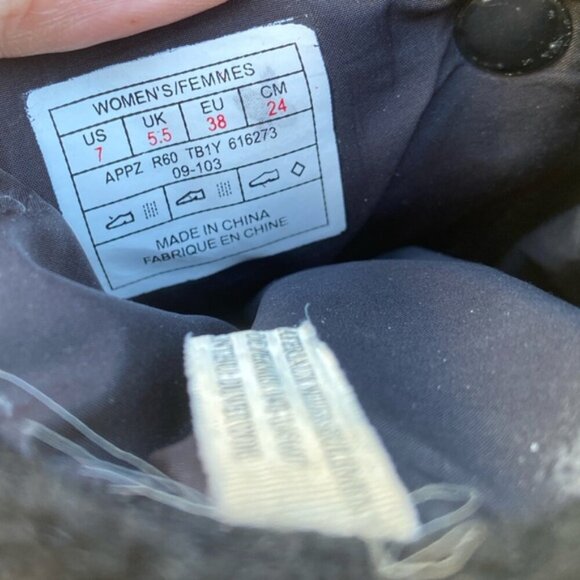 WOMEN'S/FEMMES
US UK EU CM
7 5.5 38 24
APPZ R60 TB1Y 616273
09-103
MADE IN CHINA
FABRIQUE EN CHINE